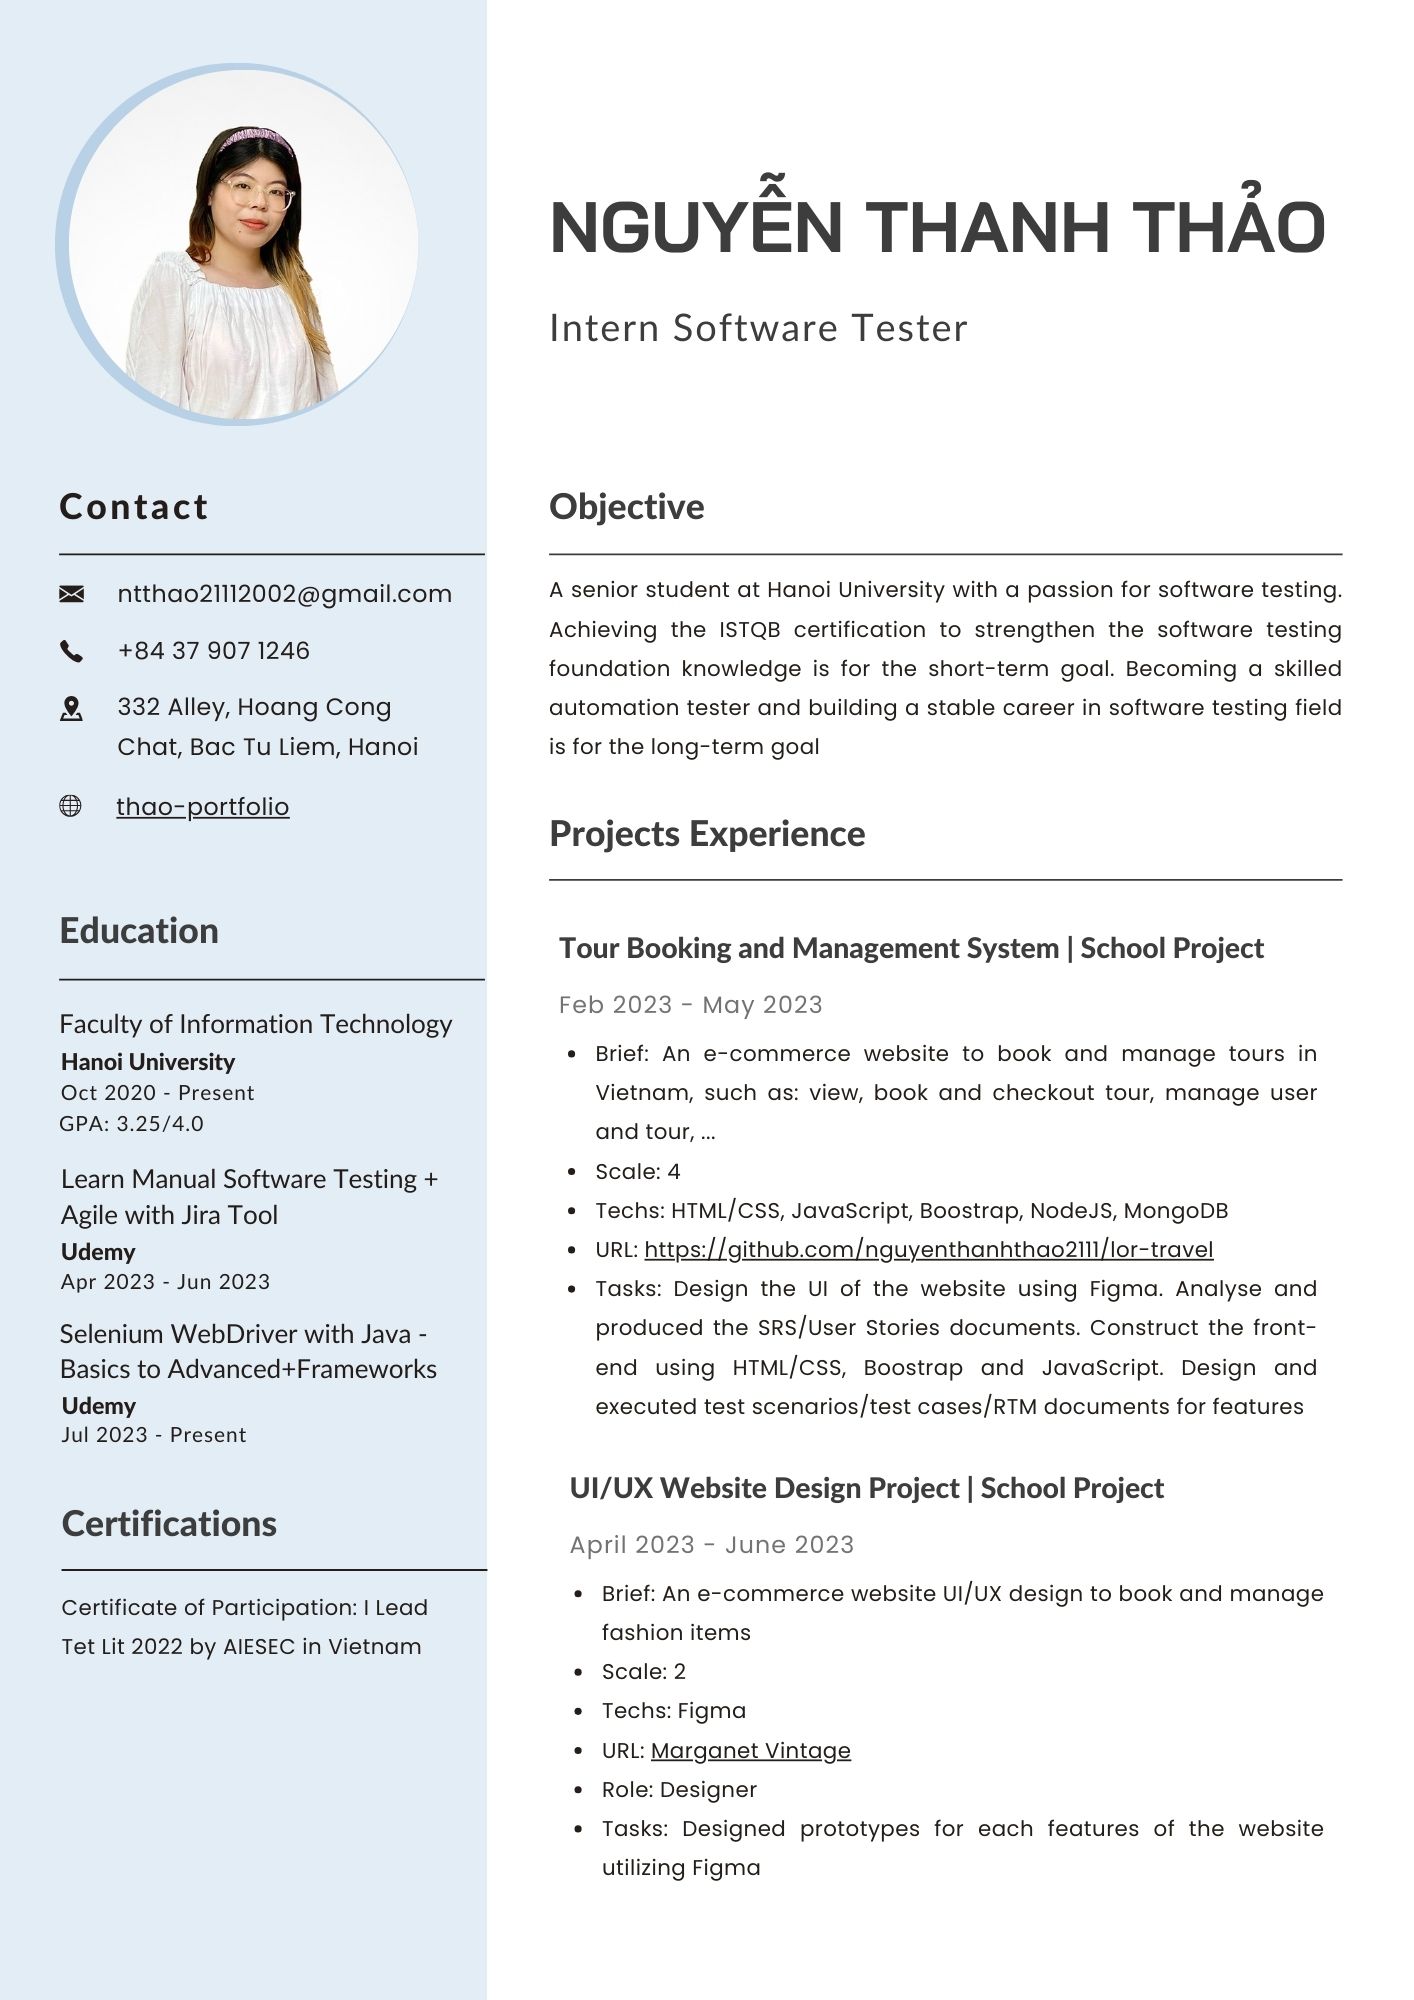 NGUYỄN THANH THẢO
Intern Software Tester
Contact
ntthao21112002@gmail.com
+84 37 907 1246
332 Alley, Hoang Cong
Chat, Bac Tu Liem, Hanoi
thao-portfolio
Education
Faculty of Information Technology
Hanoi University
Oct 2020 - Present
GPA: 3.25/4.0
Learn Manual Software Testing +
Agile with Jira Tool
Udemy
Apr 2023 - Jun 2023
Selenium WebDriver with Java -
Basics to Advanced+Frameworks
Udemy
Jul 2023 - Present
Certifications
Certificate of Participation: I Lead
Tet Lit 2022 by AIESEC in Vietnam
Objective
A senior student at Hanoi University with a passion for software testing.
Achieving the ISTQB certification to strengthen the software testing
foundation knowledge is for the short-term goal. Becoming a skilled
automation tester and building a stable career in software testing field
is for the long-term goal
Projects Experience
Tour Booking and Management System | School Project
Feb 2023 - May 2023
• Brief: An e-commerce website to book and manage tours in
Vietnam, such as: view, book and checkout tour, manage user
and tour, ...
• Scale: 4
• Techs: HTML/CSS, JavaScript, Boostrap, NodeJS, MongoDB
• URL: https://github.com/nguyenthanhthao2111/lor-travel
• Tasks: Design the UI of the website using Figma. Analyse and
produced the SRS/User Stories documents. Construct the front-
end using HTML/CSS, Boostrap and JavaScript. Design and
executed test scenarios/test cases/RTM documents for features
UI/UX Website Design Project | School Project
April 2023 - June 2023
• Brief: An e-commerce website UI/UX design to book and manage
fashion items
• Scale: 2
• Techs: Figma
• URL: Marganet Vintage
• Role: Designer
• Tasks: Designed prototypes for each features of the website
utilizing Figma